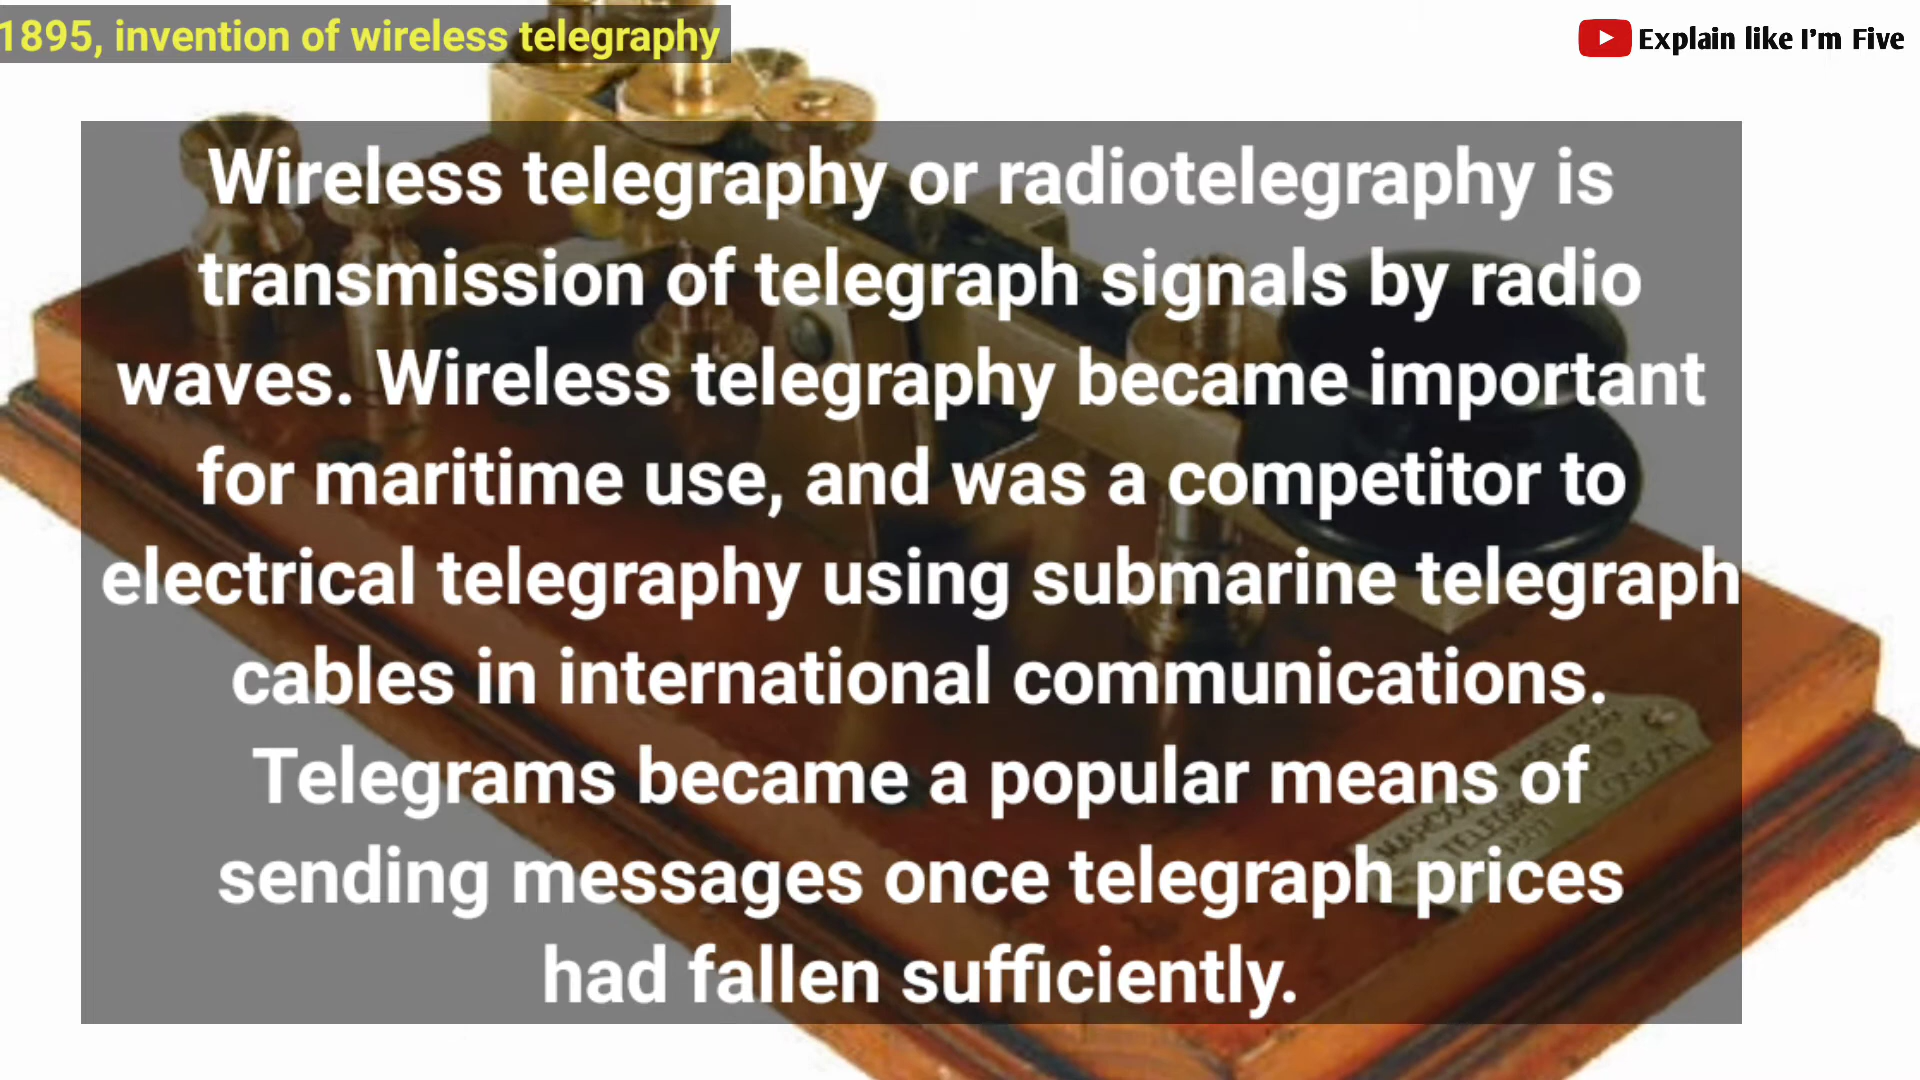 1895, invention of wireless telegraphy
Explain like I'm Five
Wireless telegraphy or radiotelegraphy is
transmission of telegraph signals by radio
waves. Wireless telegraphy became important
for maritime use, and was a competitor to
electrical telegraphy using submarine telegraph
cables in international communications.
Telegrams became a popular means of
sending messages once telegraph prices
had fallen sufficiently.
LONDON